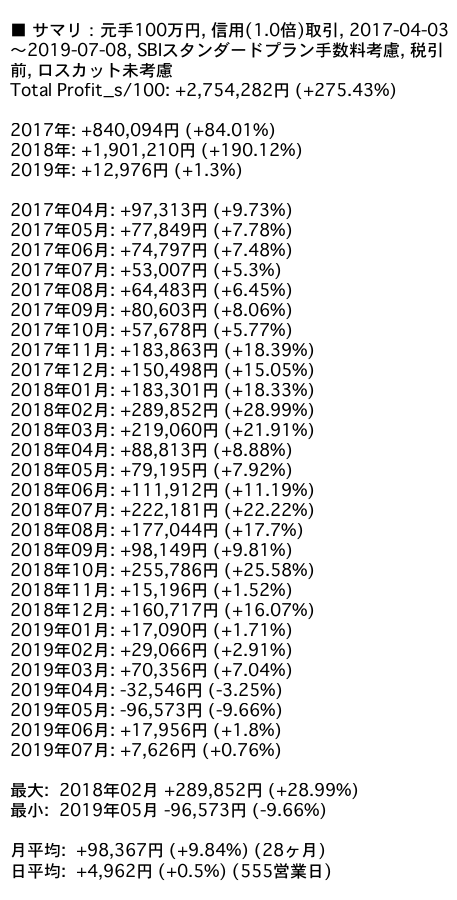 ■ サマリ：元手100万円, 信用(1.0倍)取引, 2017-04-03
〜2019-07-08, SBIスタンダードプラン手数料考慮, 税引
前, ロスカット未考慮
Total Profit_s/100: +2,754,282円 (+275.43%)
2017年: +840,094円 (+84.01%)
2018年: +1,901,210円 (+190.12%)
2019年: +12,976円 (+1.3%)
2017年04月: +97,313円 (+9.73%)
2017年05月: +77,849円 (+7.78%)
2017年06月: +74,797円 (+7.48%)
2017年07月: +53,007円 (+5.3%)
2017年08月: +64,483円 (+6.45%)
2017年09月: +80,603円 (+8.06%)
2017年10月: +57,678円 (+5.77%)
2017年11月: +183,863円 (+18.39%)
2017年12月: +150,498円 (+15.05%)
2018年01月: +183,301円 (+18.33%)
2018年02月: +289,852円 (+28.99%)
2018年03月: +219,060円 (+21.91%)
2018年04月: +88,813円 (+8.88%)
2018年05月: +79,195円 (+7.92%)
2018年06月: +111,912円 (+11.19%)
2018年07月: +222,181円 (+22.22%)
2018年08月: +177,044円 (+17.7%)
2018年09月: +98,149円 (+9.81%)
2018年10月: +255,786円 (+25.58%)
2018年11月: +15,196円 (+1.52%)
2018年12月: +160,717円 (+16.07%)
2019年01月: +17,090円 (+1.71%)
2019年02月: +29,066円 (+2.91%)
2019年03月: +70,356円 (+7.04%)
2019年04月: -32,546円 (-3.25%)
2019年05月: -96,573円 (-9.66%)
2019年06月: +17,956円 (+1.8%)
2019年07月: +7,626円 (+0.76%)
最大: 2018年02月 +289,852円 (+28.99%)
最小: 2019年05月 -96,573円 (-9.66%)
月平均: +98,367円 (+9.84%) (28ヶ月)
日平均: +4,962円 (+0.5%) (555営業日)